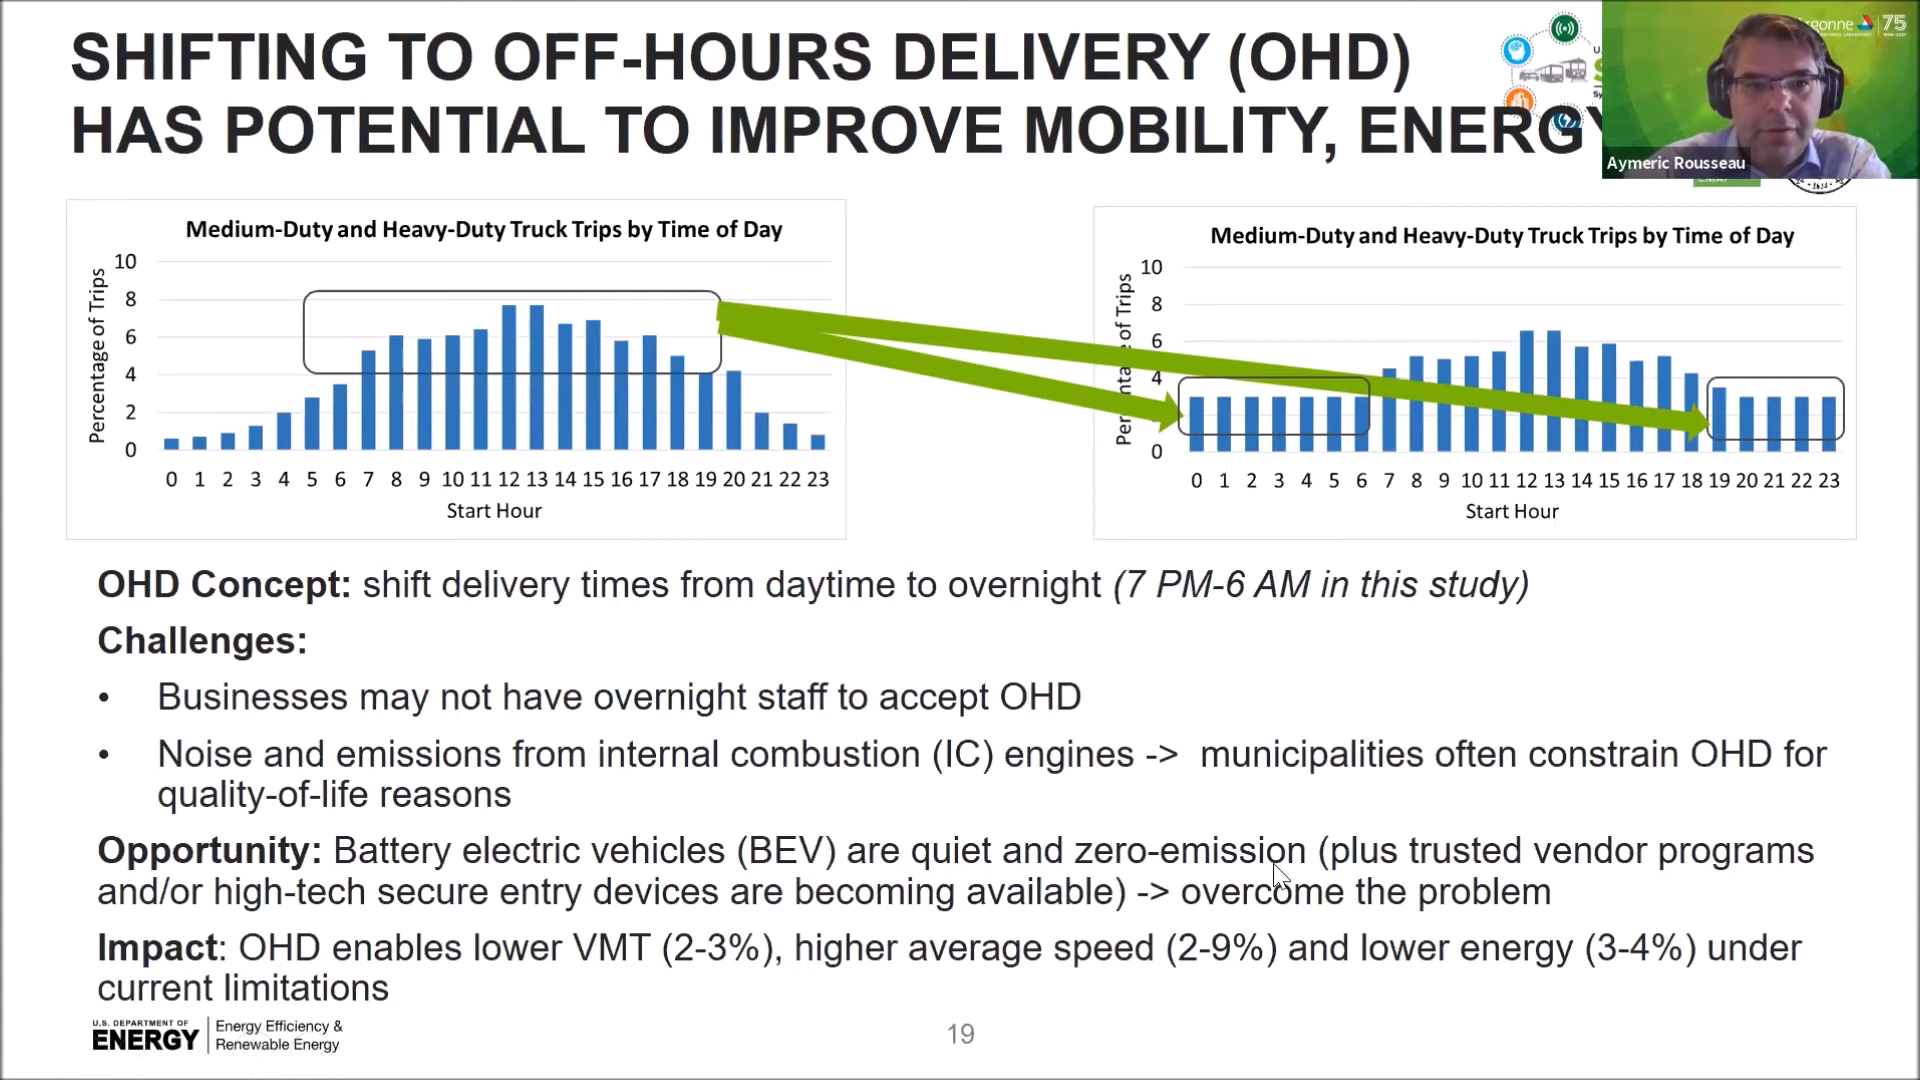 SHIFTING TO OFF-HOURS DELIVERY (OHD)
HAS POTENTIAL TO IMPROVE MOBILITY, ENERGY
Argonne
75
Aymeric Rousseau
Medium-Duty and Heavy-Duty Truck Trips by Time of Day
Percentage of Trips
10
8
6
4
2
0
0 1 2 3 4 5 6 7 8 9 10 11 12 13 14 15 16 17 18 19 20 21 22 23
Start Hour
Medium-Duty and Heavy-Duty Truck Trips by Time of Day
of Trips
10
8
6
4
0
0 1 2 3 4 5 6 7 8 9 10 11 12 13 14 15 16 17 18 19 20 21 22 23
Start Hour
OHD Concept: shift delivery times from daytime to overnight (7 PM-6 AM in this study)
Challenges:
• Businesses may not have overnight staff to accept OHD
• Noise and emissions from internal combustion (IC) engines -> municipalities often constrain OHD for
quality-of-life reasons
Opportunity: Battery electric vehicles (BEV) are quiet and zero-emission (plus trusted vendor programs
and/or high-tech secure entry devices are becoming available) -> overcome the problem
Impact: OHD enables lower VMT (2-3%), higher average speed (2-9%) and lower energy (3-4%) under
current limitations
U.S. DEPARTMENT OF
ENERGY
Energy Efficiency &
Renewable Energy
19